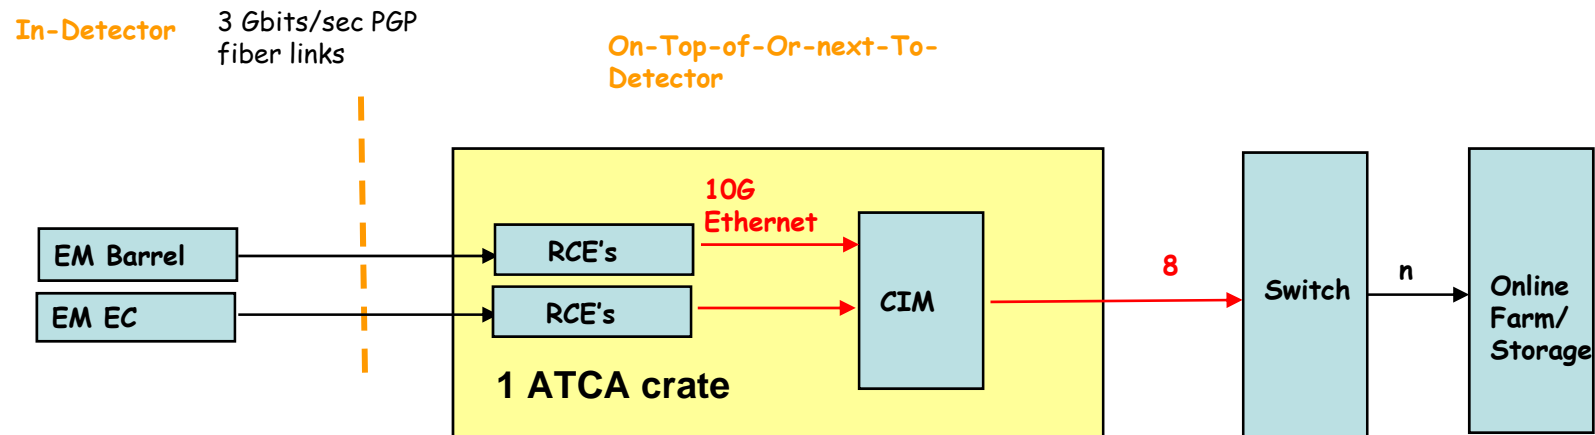 In-Detector
3 Gbits/sec PGP
fiber links
On-Top-of-Or-next-To-
Detector
10G
Ethernet
EM Barrel
RCE's
8
n
Switch
Online
Farm/
Storage
EM EC
RCE's
CIM
1 ATCA crate